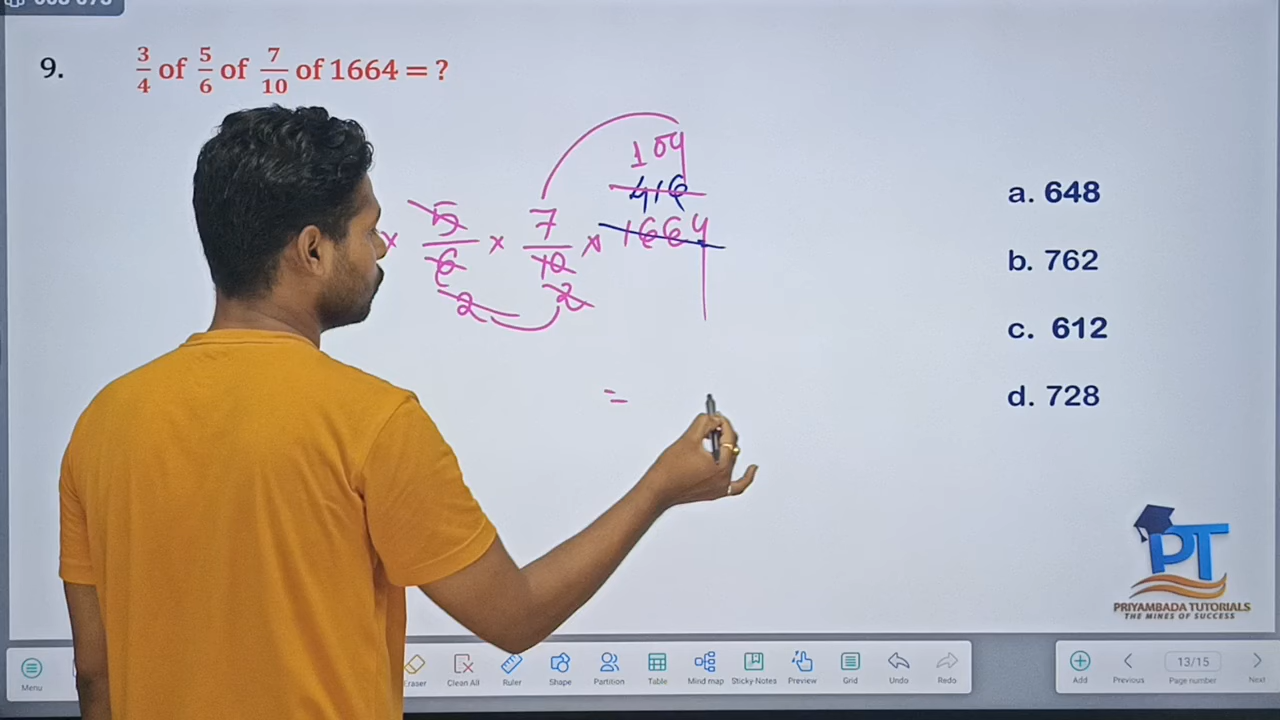 9. 3/4 of 5/6 of 7/10 of 1664 = ?
104
416
× 5/6 × 7/10 × 1664
2 2
=
a. 648
b. 762
c. 612
d. 728
PT
PRIYAMBADA TUTORIALS
THE MINES OF SUCCESS
Menu
Eraser
Clean All
Ruler
Shape
Partition
Table
Mind map
Sticky-Notes
Preview
Grid
Undo
Redo
Add
Previous
13/15
Page number
Next